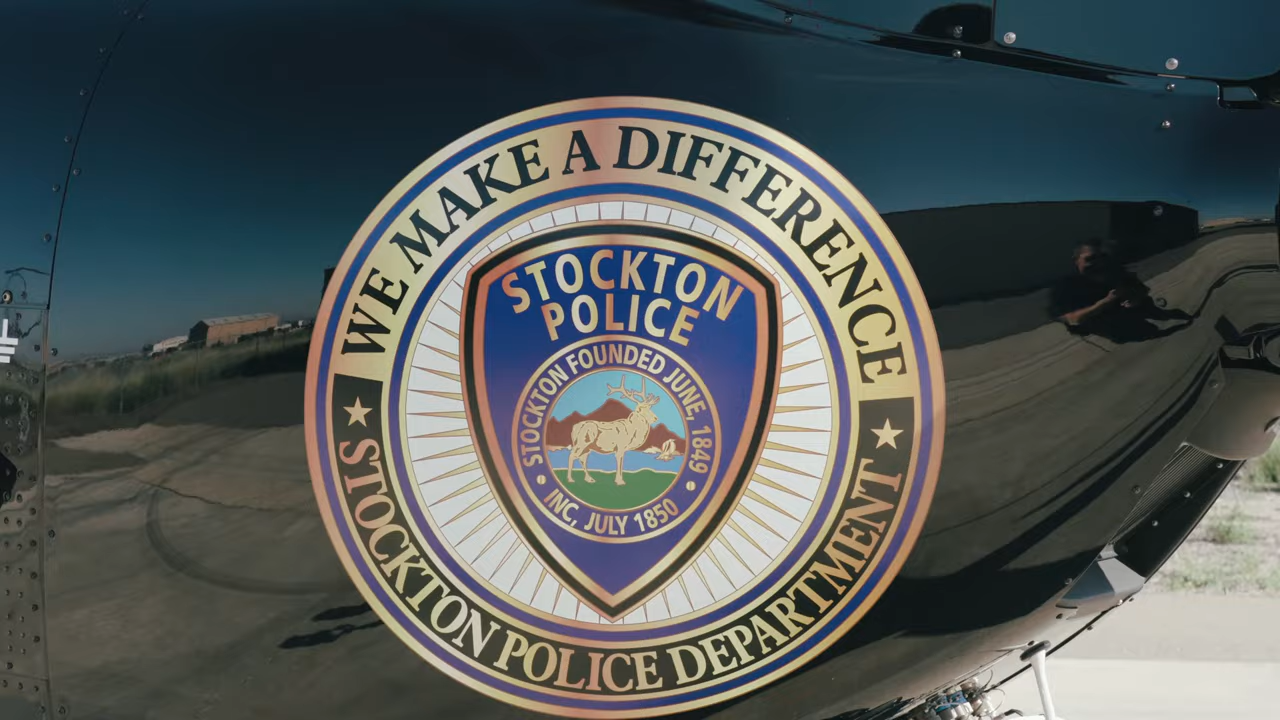 WE MAKE A DIFFERENCE
STOCKTON
POLICE
STOCKTON FOUNDED JUNE, 1849
INC, JULY 1850
STOCKTON POLICE DEPARTMENT